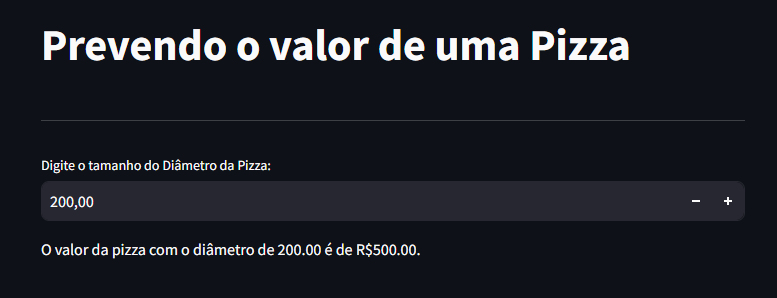 Prevendo o valor de uma Pizza
Digite o tamanho do Diâmetro da Pizza:
200,00
O valor da pizza com o diâmetro de 200.00 é de R$500.00.